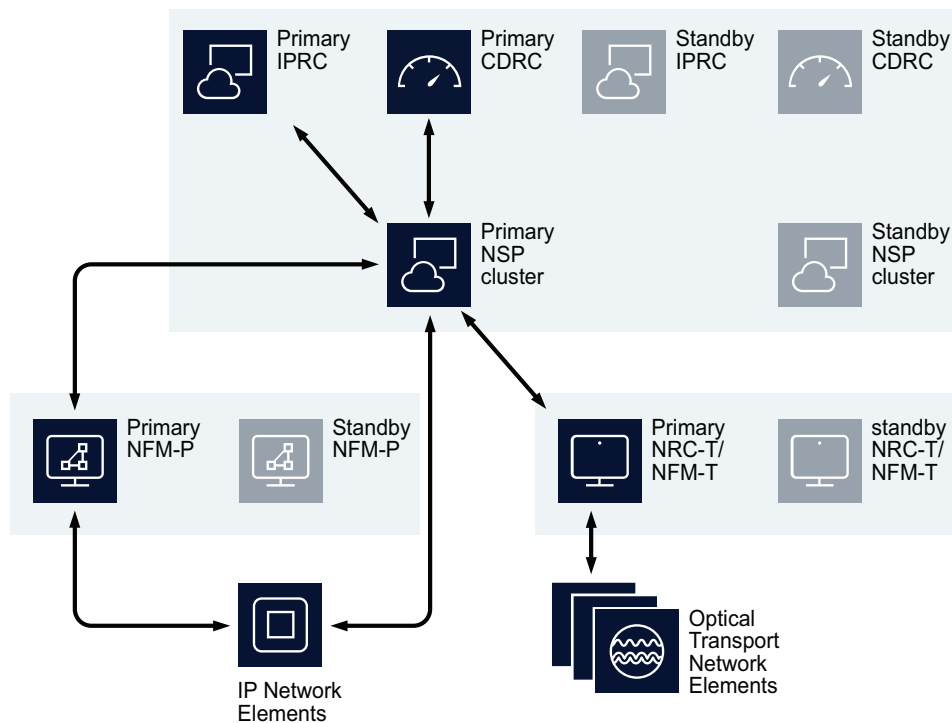 Primary
IPRC
Primary
CDRC
Standby
IPRC
Standby
CDRC
Primary
NSP
cluster
Standby
NSP
cluster
Primary
NFM-P
Standby
NFM-P
Primary
NRC-T/
NFM-T
standby
NRC-T/
NFM-T
IP Network
Elements
Optical
Transport
Network
Elements